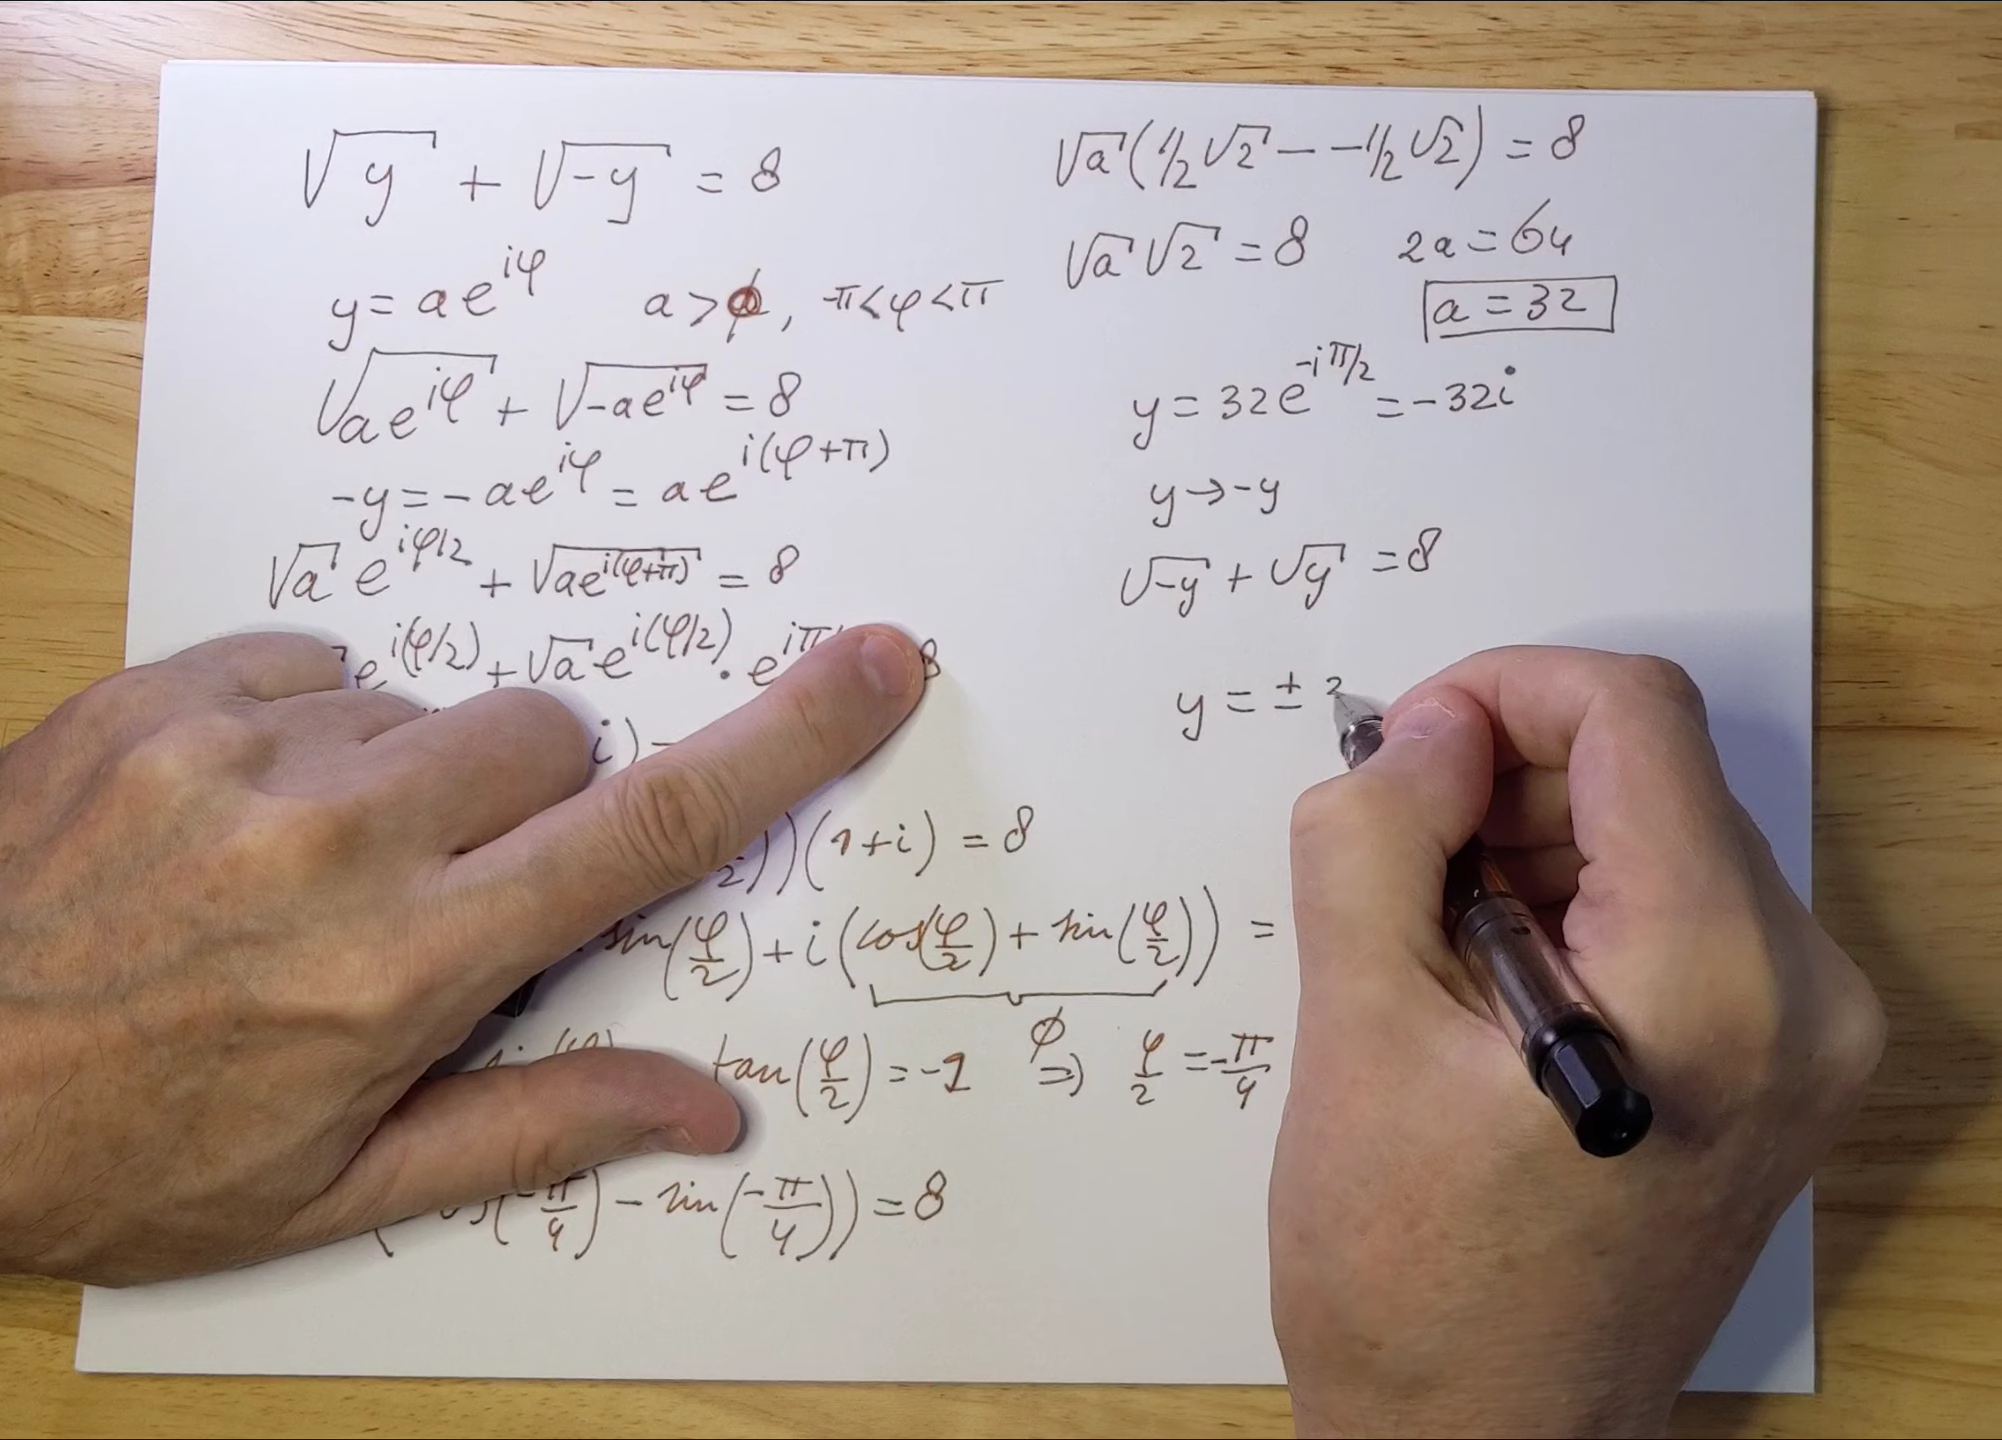 √y + √-y = 8
y = ae^{iφ}   a > 0, -π < φ < π
√ae^{iφ} + √-ae^{iφ} = 8
-y = -ae^{iφ} = ae^{i(φ+π)}
√a e^{iφ/2} + √ae^{i(φ+π)} = 8
e^{i(φ/2)} + √a e^{i(φ/2)} · e^{iπ/ 8
i)
))(1+i) = 8
sin(φ/2) + i(cos(φ/2) + sin(φ/2)) =
0
tan(φ/2) = -1 ⇒ φ/2 = -π/4
(-π/4) - sin(-π/4)) = 8
√a(1/2√2 - -1/2√2) = 8
√a√2 = 8   2a = 64
a = 32
y = 32e^{-iπ/2} = -32i
y → -y
√-y + √y = 8
y = ±